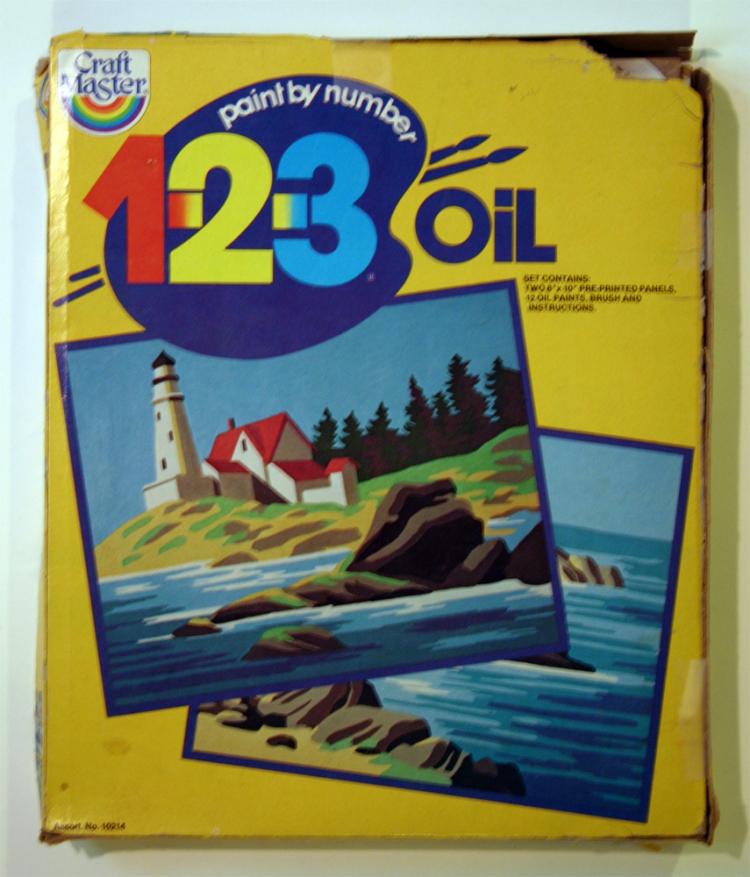 Craft
Master®
paint by number
1-2-3
OiL
SET CONTAINS:
TWO 8" x 10" PRE-PRINTED PANELS,
12 OIL PAINTS, BRUSH AND
INSTRUCTIONS.
Assort. No. 10214